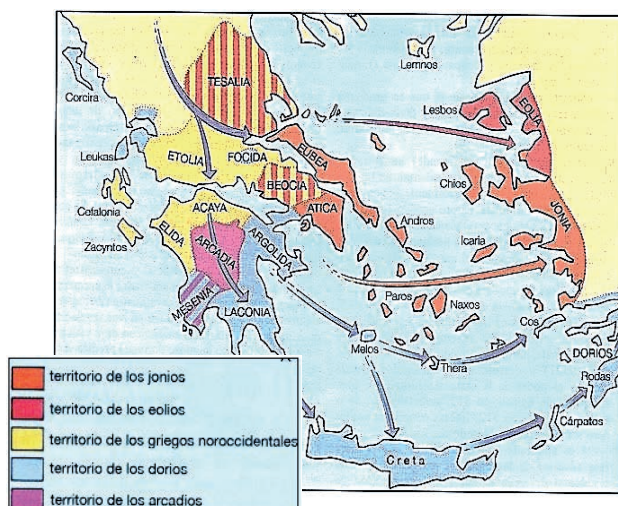 Lemnos
TESALIA
Corcira
Lesbos
EOLIA
Leukas
ETOLIA
FOCIDA
EUBEA
BEOCIA
Chios
Cefalonia
ACAYA
ATICA
JONIA
Andros
Zacyntos
ELIDA
ARCADIA
ARGOLIDA
Icaria
MESENIA
Paros
Naxos
LACONIA
Cos
Melos
Thera
DORIOS
Rodas
Cárpatos
Creta
territorio de los jonios
territorio de los eolios
territorio de los griegos noroccidentales
territorio de los dorios
territorio de los arcadios